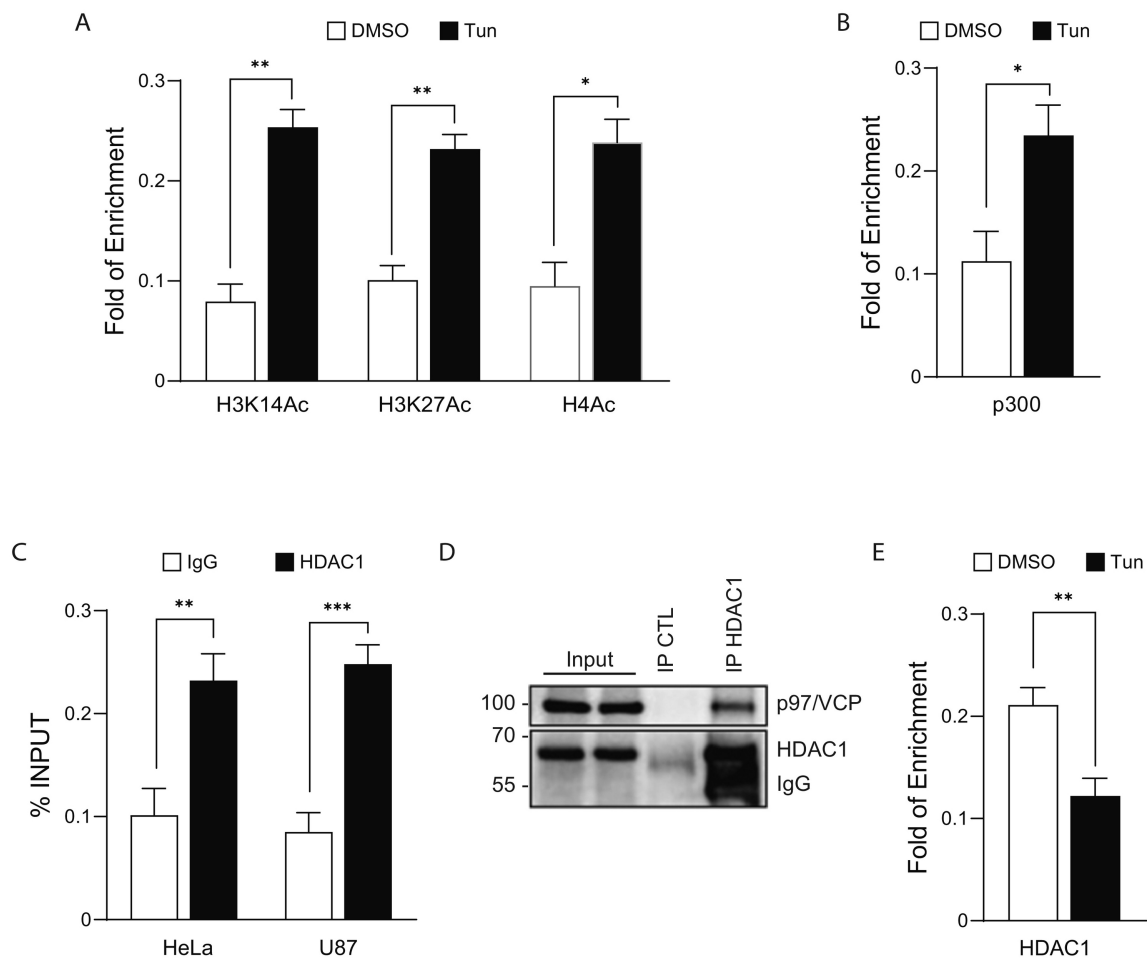 A
DMSO Tun
Fold of Enrichment
0.3
0.2
0.1
0
**
**
*
H3K14Ac H3K27Ac H4Ac
B
DMSO Tun
Fold of Enrichment
0.3
0.2
0.1
0
*
p300
C
IgG HDAC1
% INPUT
0.3
0.2
0.1
0
**
***
HeLa U87
D
Input IP CTL IP HDAC1
100 - p97/VCP
70 -
HDAC1
IgG
55 -
E
DMSO Tun
Fold of Enrichment
0.3
0.2
0.1
0
**
HDAC1